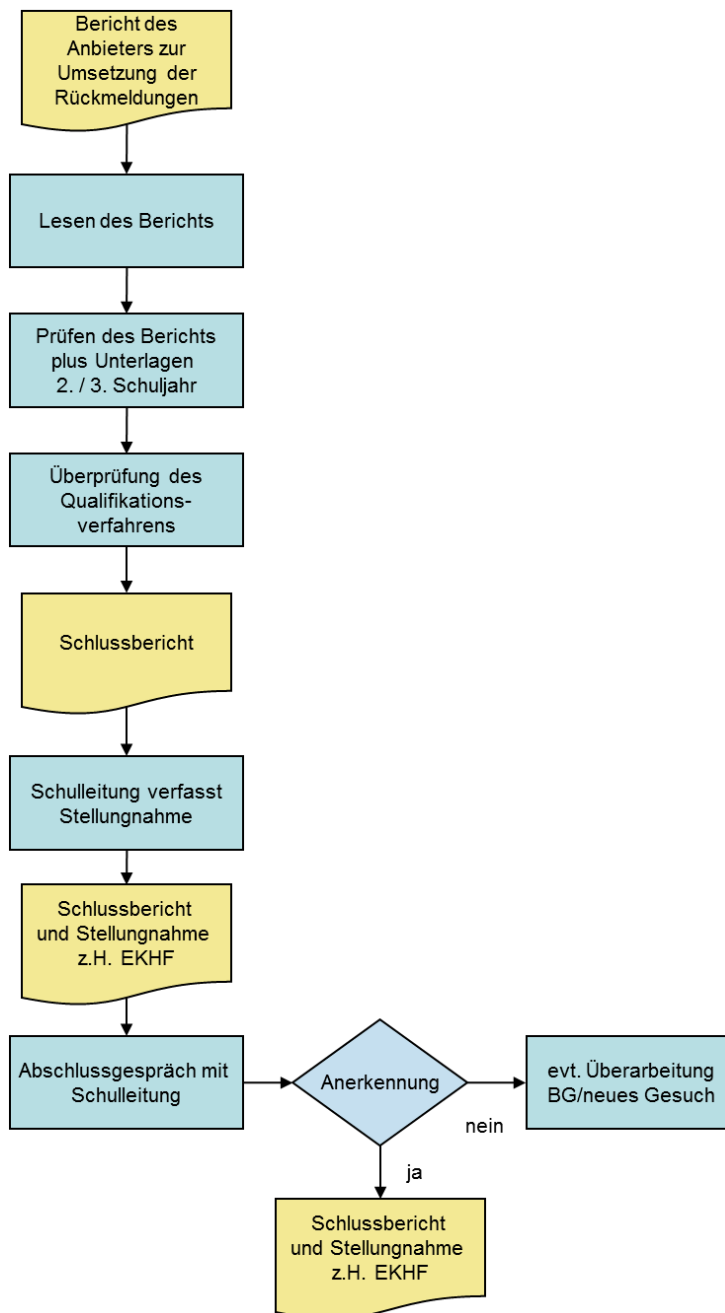 Bericht des
Anbieters zur
Umsetzung der
Rückmeldungen
Lesen des Berichts
Prüfen des Berichts
plus Unterlagen
2. / 3. Schuljahr
Überprüfung des
Qualifikations-
verfahrens
Schlussbericht
Schulleitung verfasst
Stellungnahme
Schlussbericht
und Stellungnahme
z.H. EKHF
Abschlussgespräch mit
Schulleitung
Anerkennung
evt. Überarbeitung
BG/neues Gesuch
nein
ja
Schlussbericht
und Stellungnahme
z.H. EKHF